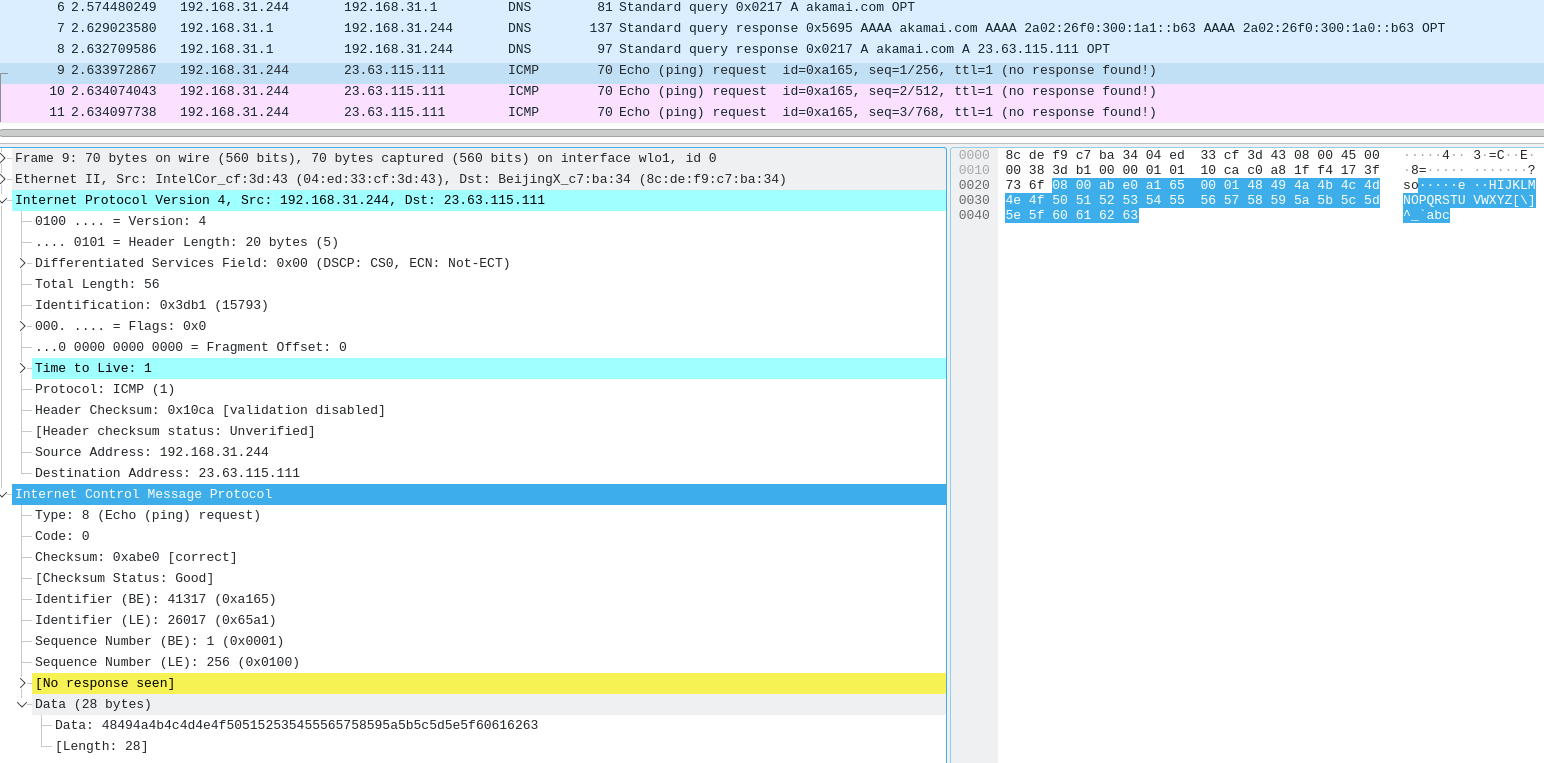 6 2.574480249 192.168.31.244 192.168.31.1 DNS 81 Standard query 0x0217 A akamai.com OPT
7 2.629023580 192.168.31.1 192.168.31.244 DNS 137 Standard query response 0x5695 AAAA akamai.com AAAA 2a02:26f0:300:1a1::b63 AAAA 2a02:26f0:300:1a0::b63 OPT
8 2.632709586 192.168.31.1 192.168.31.244 DNS 97 Standard query response 0x0217 A akamai.com A 23.63.115.111 OPT
9 2.633972867 192.168.31.244 23.63.115.111 ICMP 70 Echo (ping) request id=0xa165, seq=1/256, ttl=1 (no response found!)
10 2.634074043 192.168.31.244 23.63.115.111 ICMP 70 Echo (ping) request id=0xa165, seq=2/512, ttl=1 (no response found!)
11 2.634097738 192.168.31.244 23.63.115.111 ICMP 70 Echo (ping) request id=0xa165, seq=3/768, ttl=1 (no response found!)
Frame 9: 70 bytes on wire (560 bits), 70 bytes captured (560 bits) on interface wlo1, id 0
Ethernet II, Src: IntelCor_cf:3d:43 (04:ed:33:cf:3d:43), Dst: BeijingX_c7:ba:34 (8c:de:f9:c7:ba:34)
Internet Protocol Version 4, Src: 192.168.31.244, Dst: 23.63.115.111
0100 .... = Version: 4
.... 0101 = Header Length: 20 bytes (5)
Differentiated Services Field: 0x00 (DSCP: CS0, ECN: Not-ECT)
Total Length: 56
Identification: 0x3db1 (15793)
000. .... = Flags: 0x0
...0 0000 0000 0000 = Fragment Offset: 0
Time to Live: 1
Protocol: ICMP (1)
Header Checksum: 0x10ca [validation disabled]
[Header checksum status: Unverified]
Source Address: 192.168.31.244
Destination Address: 23.63.115.111
Internet Control Message Protocol
Type: 8 (Echo (ping) request)
Code: 0
Checksum: 0xabe0 [correct]
[Checksum Status: Good]
Identifier (BE): 41317 (0xa165)
Identifier (LE): 26017 (0x65a1)
Sequence Number (BE): 1 (0x0001)
Sequence Number (LE): 256 (0x0100)
[No response seen]
Data (28 bytes)
Data: 48494a4b4c4d4e4f505152535455565758595a5b5c5d5e5f60616263
[Length: 28]
0000 8c de f9 c7 ba 34 04 ed 33 cf 3d 43 08 00 45 00 ·····4·· 3·=C··E·
0010 00 38 3d b1 00 00 01 01 10 ca c0 a8 1f f4 17 3f ·8=····· ·······?
0020 73 6f 08 00 ab e0 a1 65 00 01 48 49 4a 4b 4c 4d so·····e ··HIJKLM
0030 4e 4f 50 51 52 53 54 55 56 57 58 59 5a 5b 5c 5d NOPQRSTU VWXYZ[\]
0040 5e 5f 60 61 62 63 ^_`abc